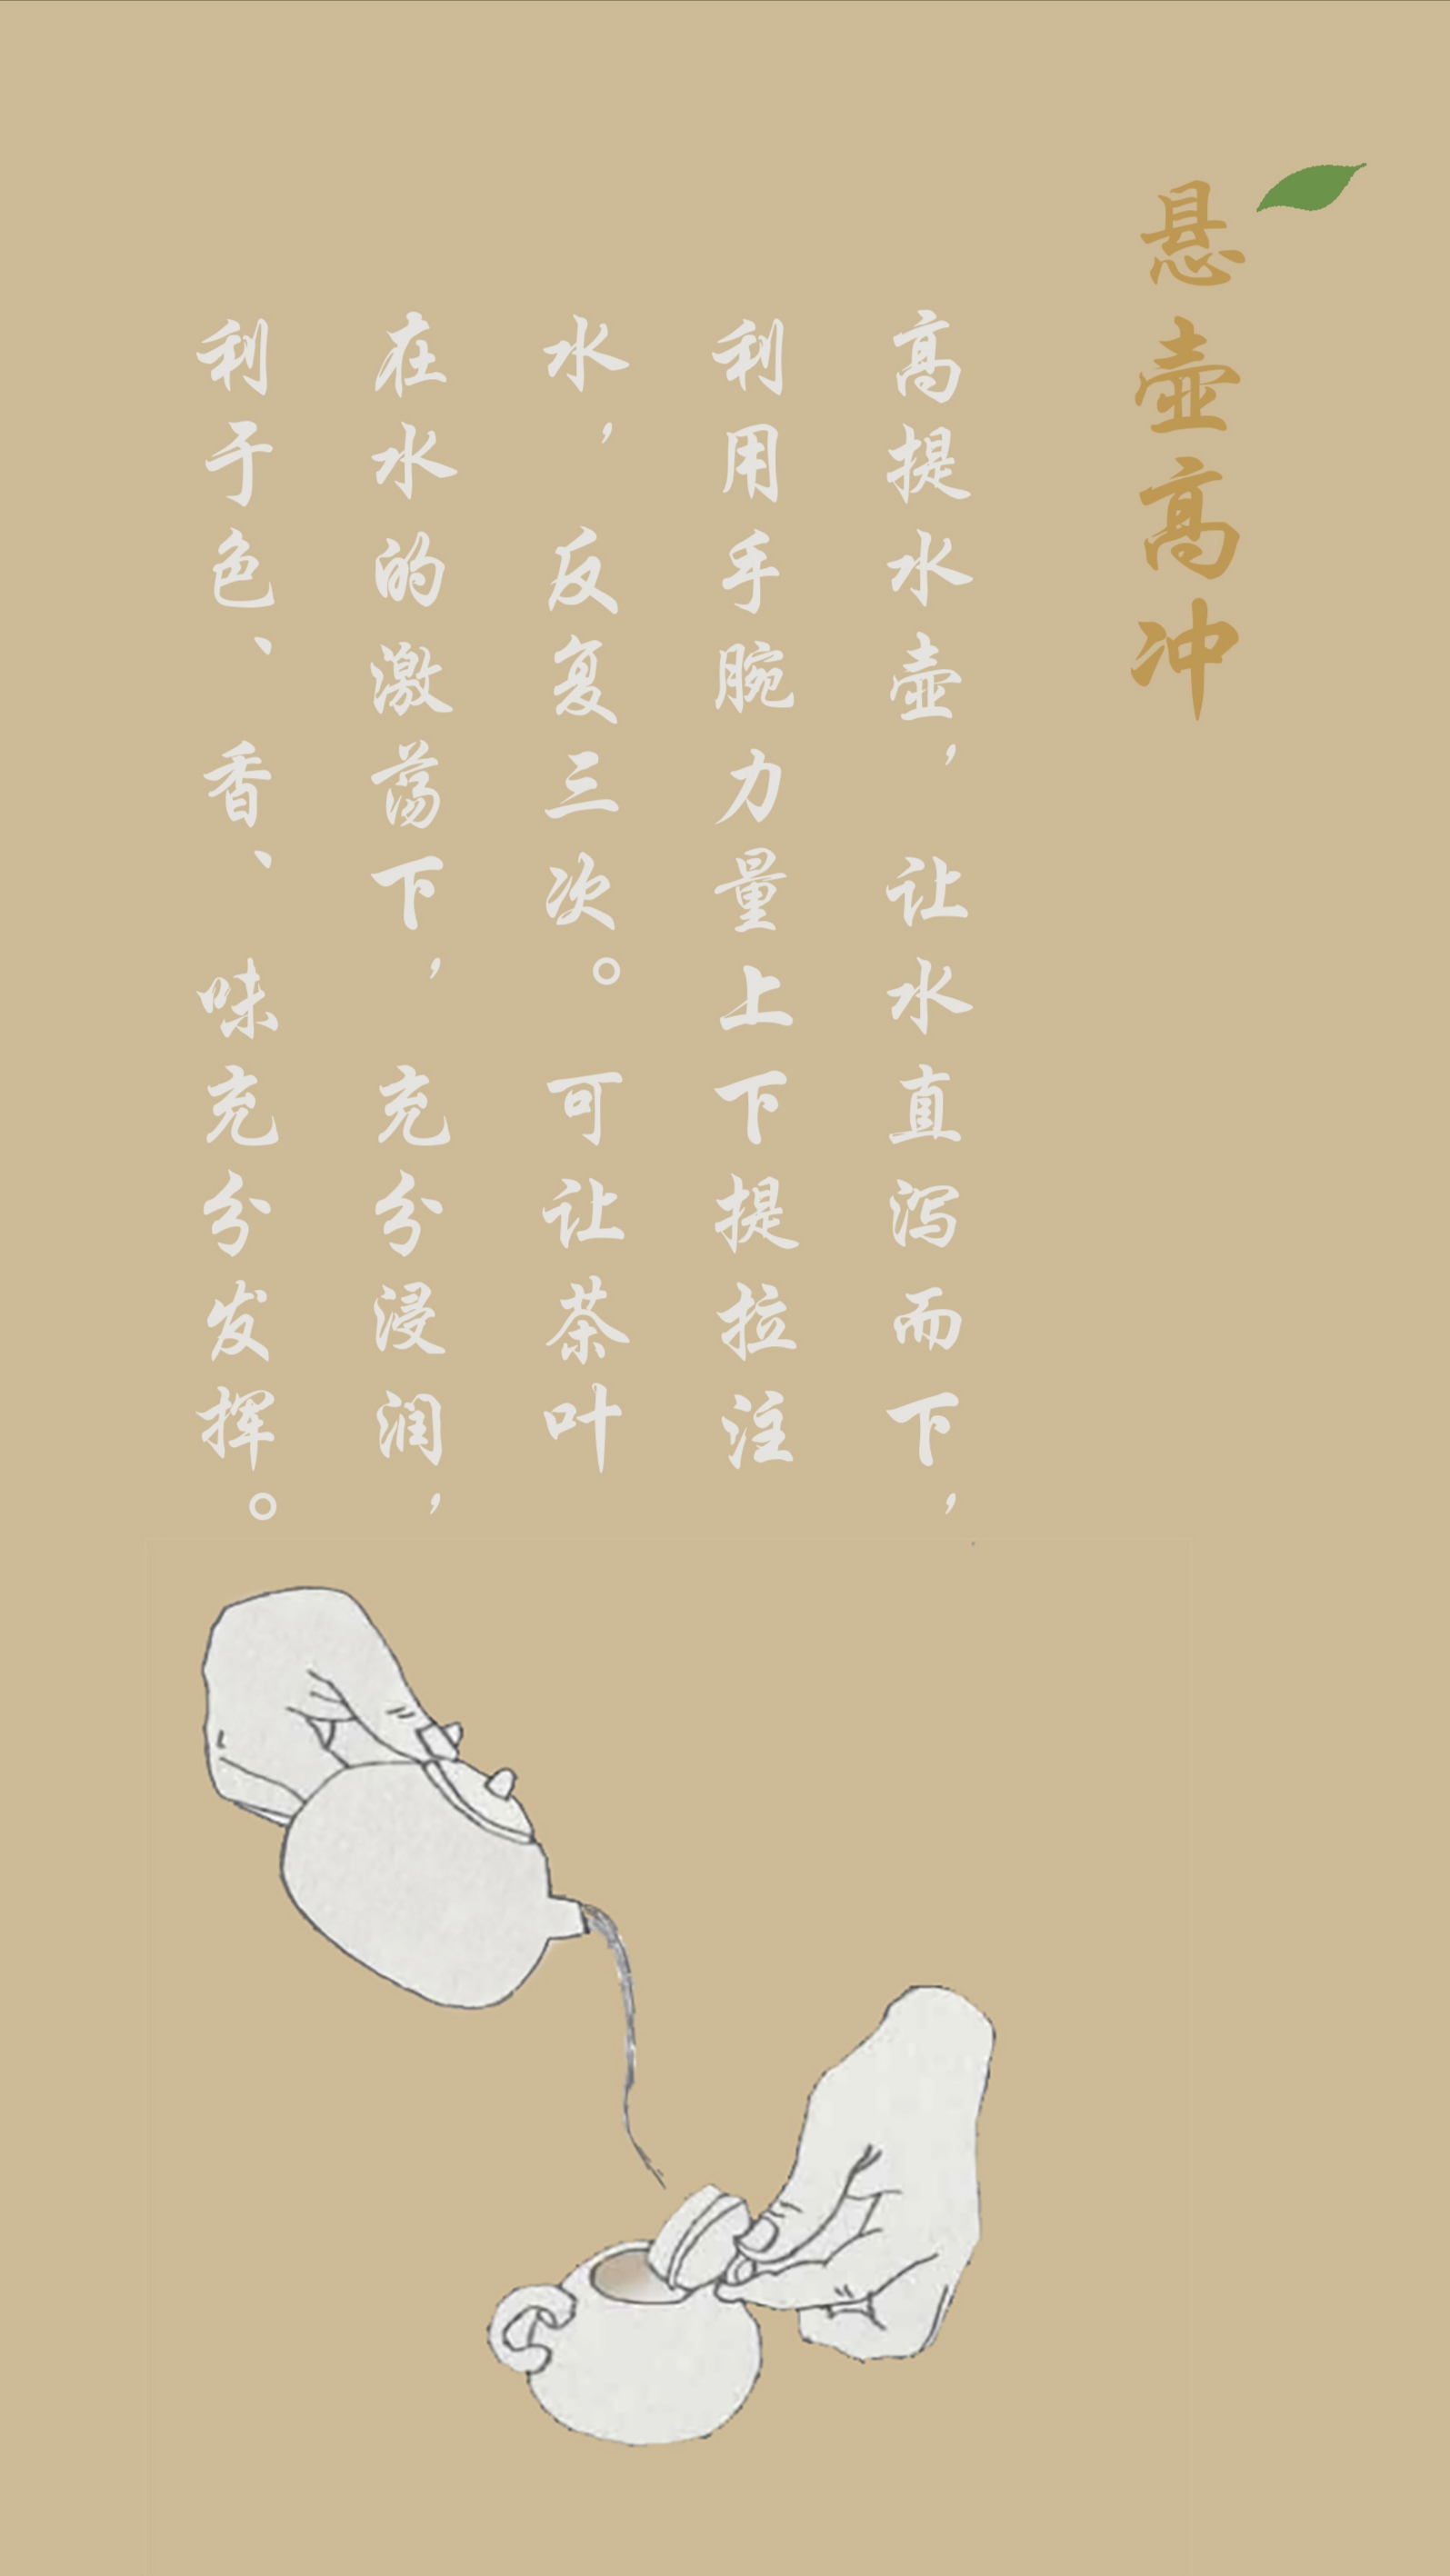 悬壶高冲
高提水壶，让水直泻而下，
利用手腕力量上下提拉注
水，反复三次。可让茶叶
在水的激荡下，充分浸润，
利于色、香、味充分发挥。